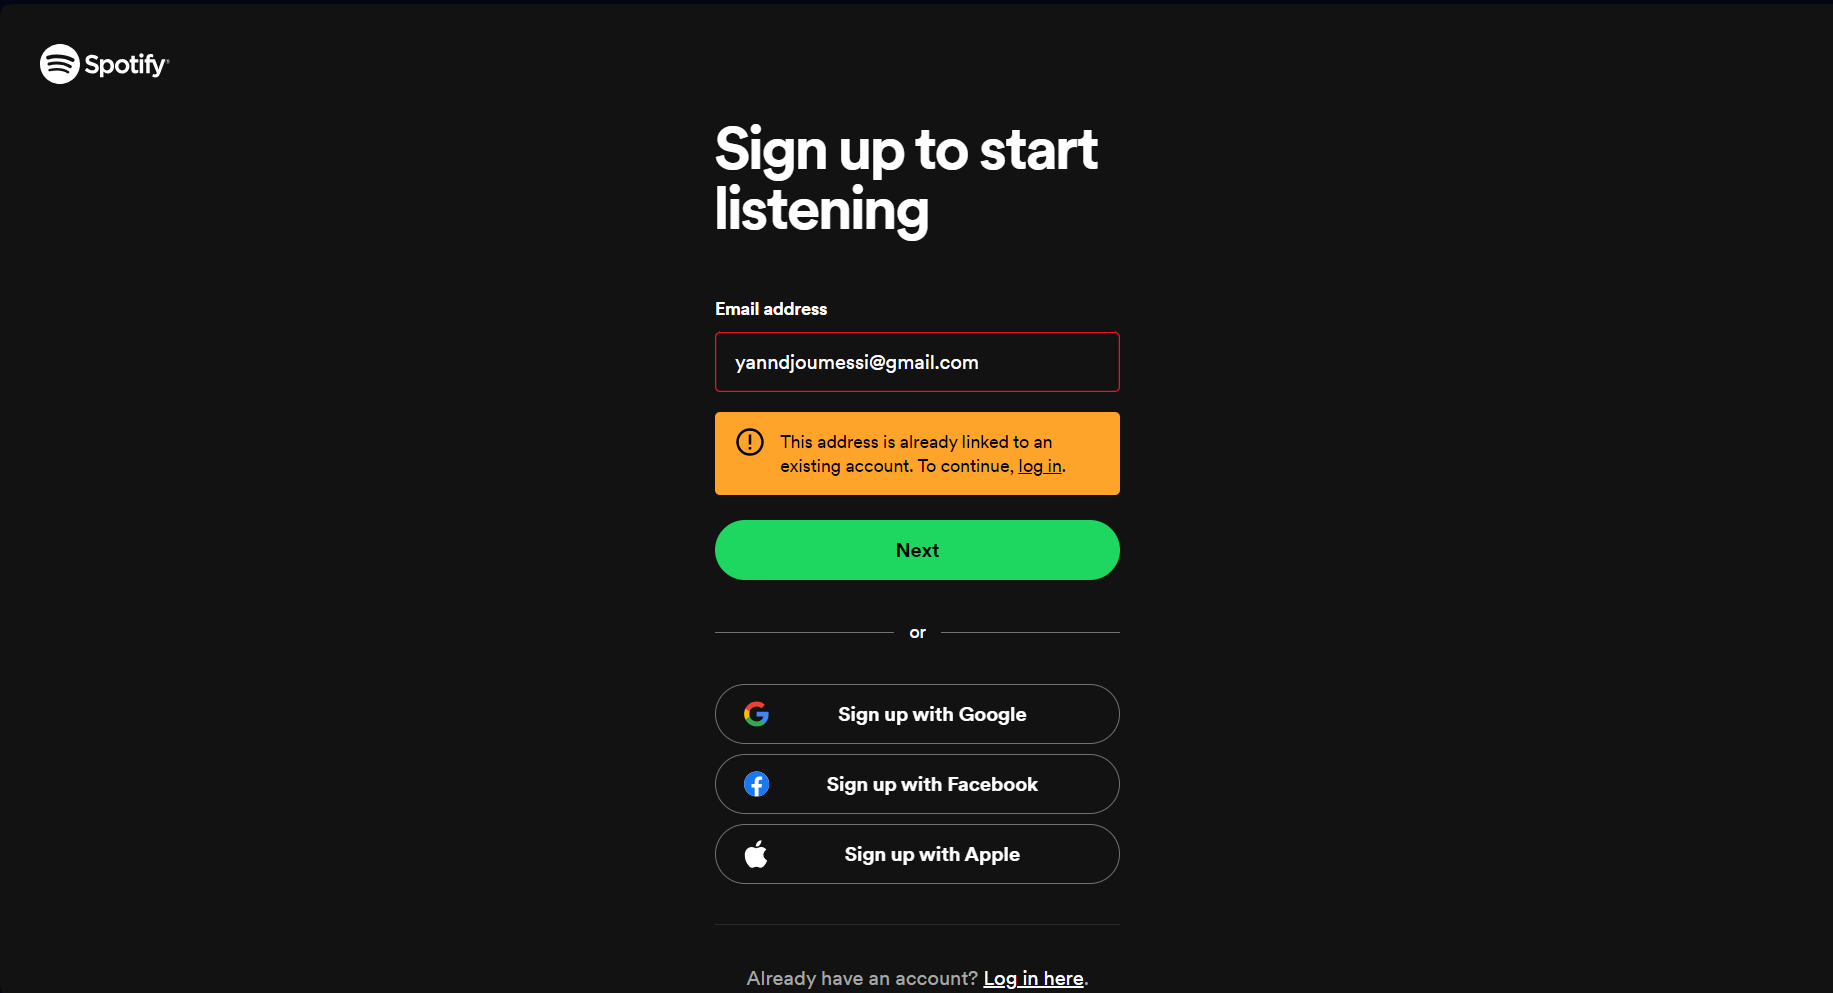 Spotify®
Sign up to start
listening
Email address
yanndjoumessi@gmail.com
This address is already linked to an
existing account. To continue, log in.
Next
or
Sign up with Google
Sign up with Facebook
Sign up with Apple
Already have an account? Log in here.